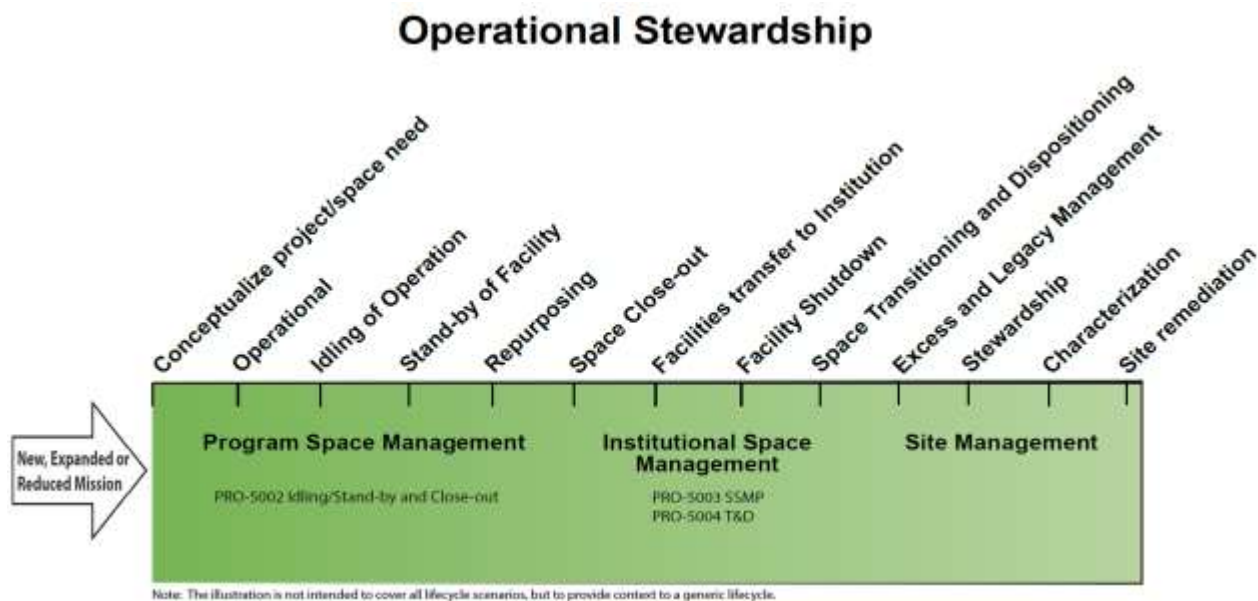 Operational Stewardship
Conceptualize project/space need
Operational
Idling of Operation
Stand-by of Facility
Repurposing
Space Close-out
Facilities transfer to Institution
Facility Shutdown
Space Transitioning and Dispositioning
Excess and Legacy Management
Stewardship
Characterization
Site remediation
New, Expanded or
Reduced Mission
Program Space Management
PRO-5002 Idling/Stand-by and Close-out
Institutional Space
Management
PRO-5003 SSMP
PRO-5004 T&D
Site Management
Note: The illustration is not intended to cover all lifecycle scenarios, but to provide context to a generic lifecycle.